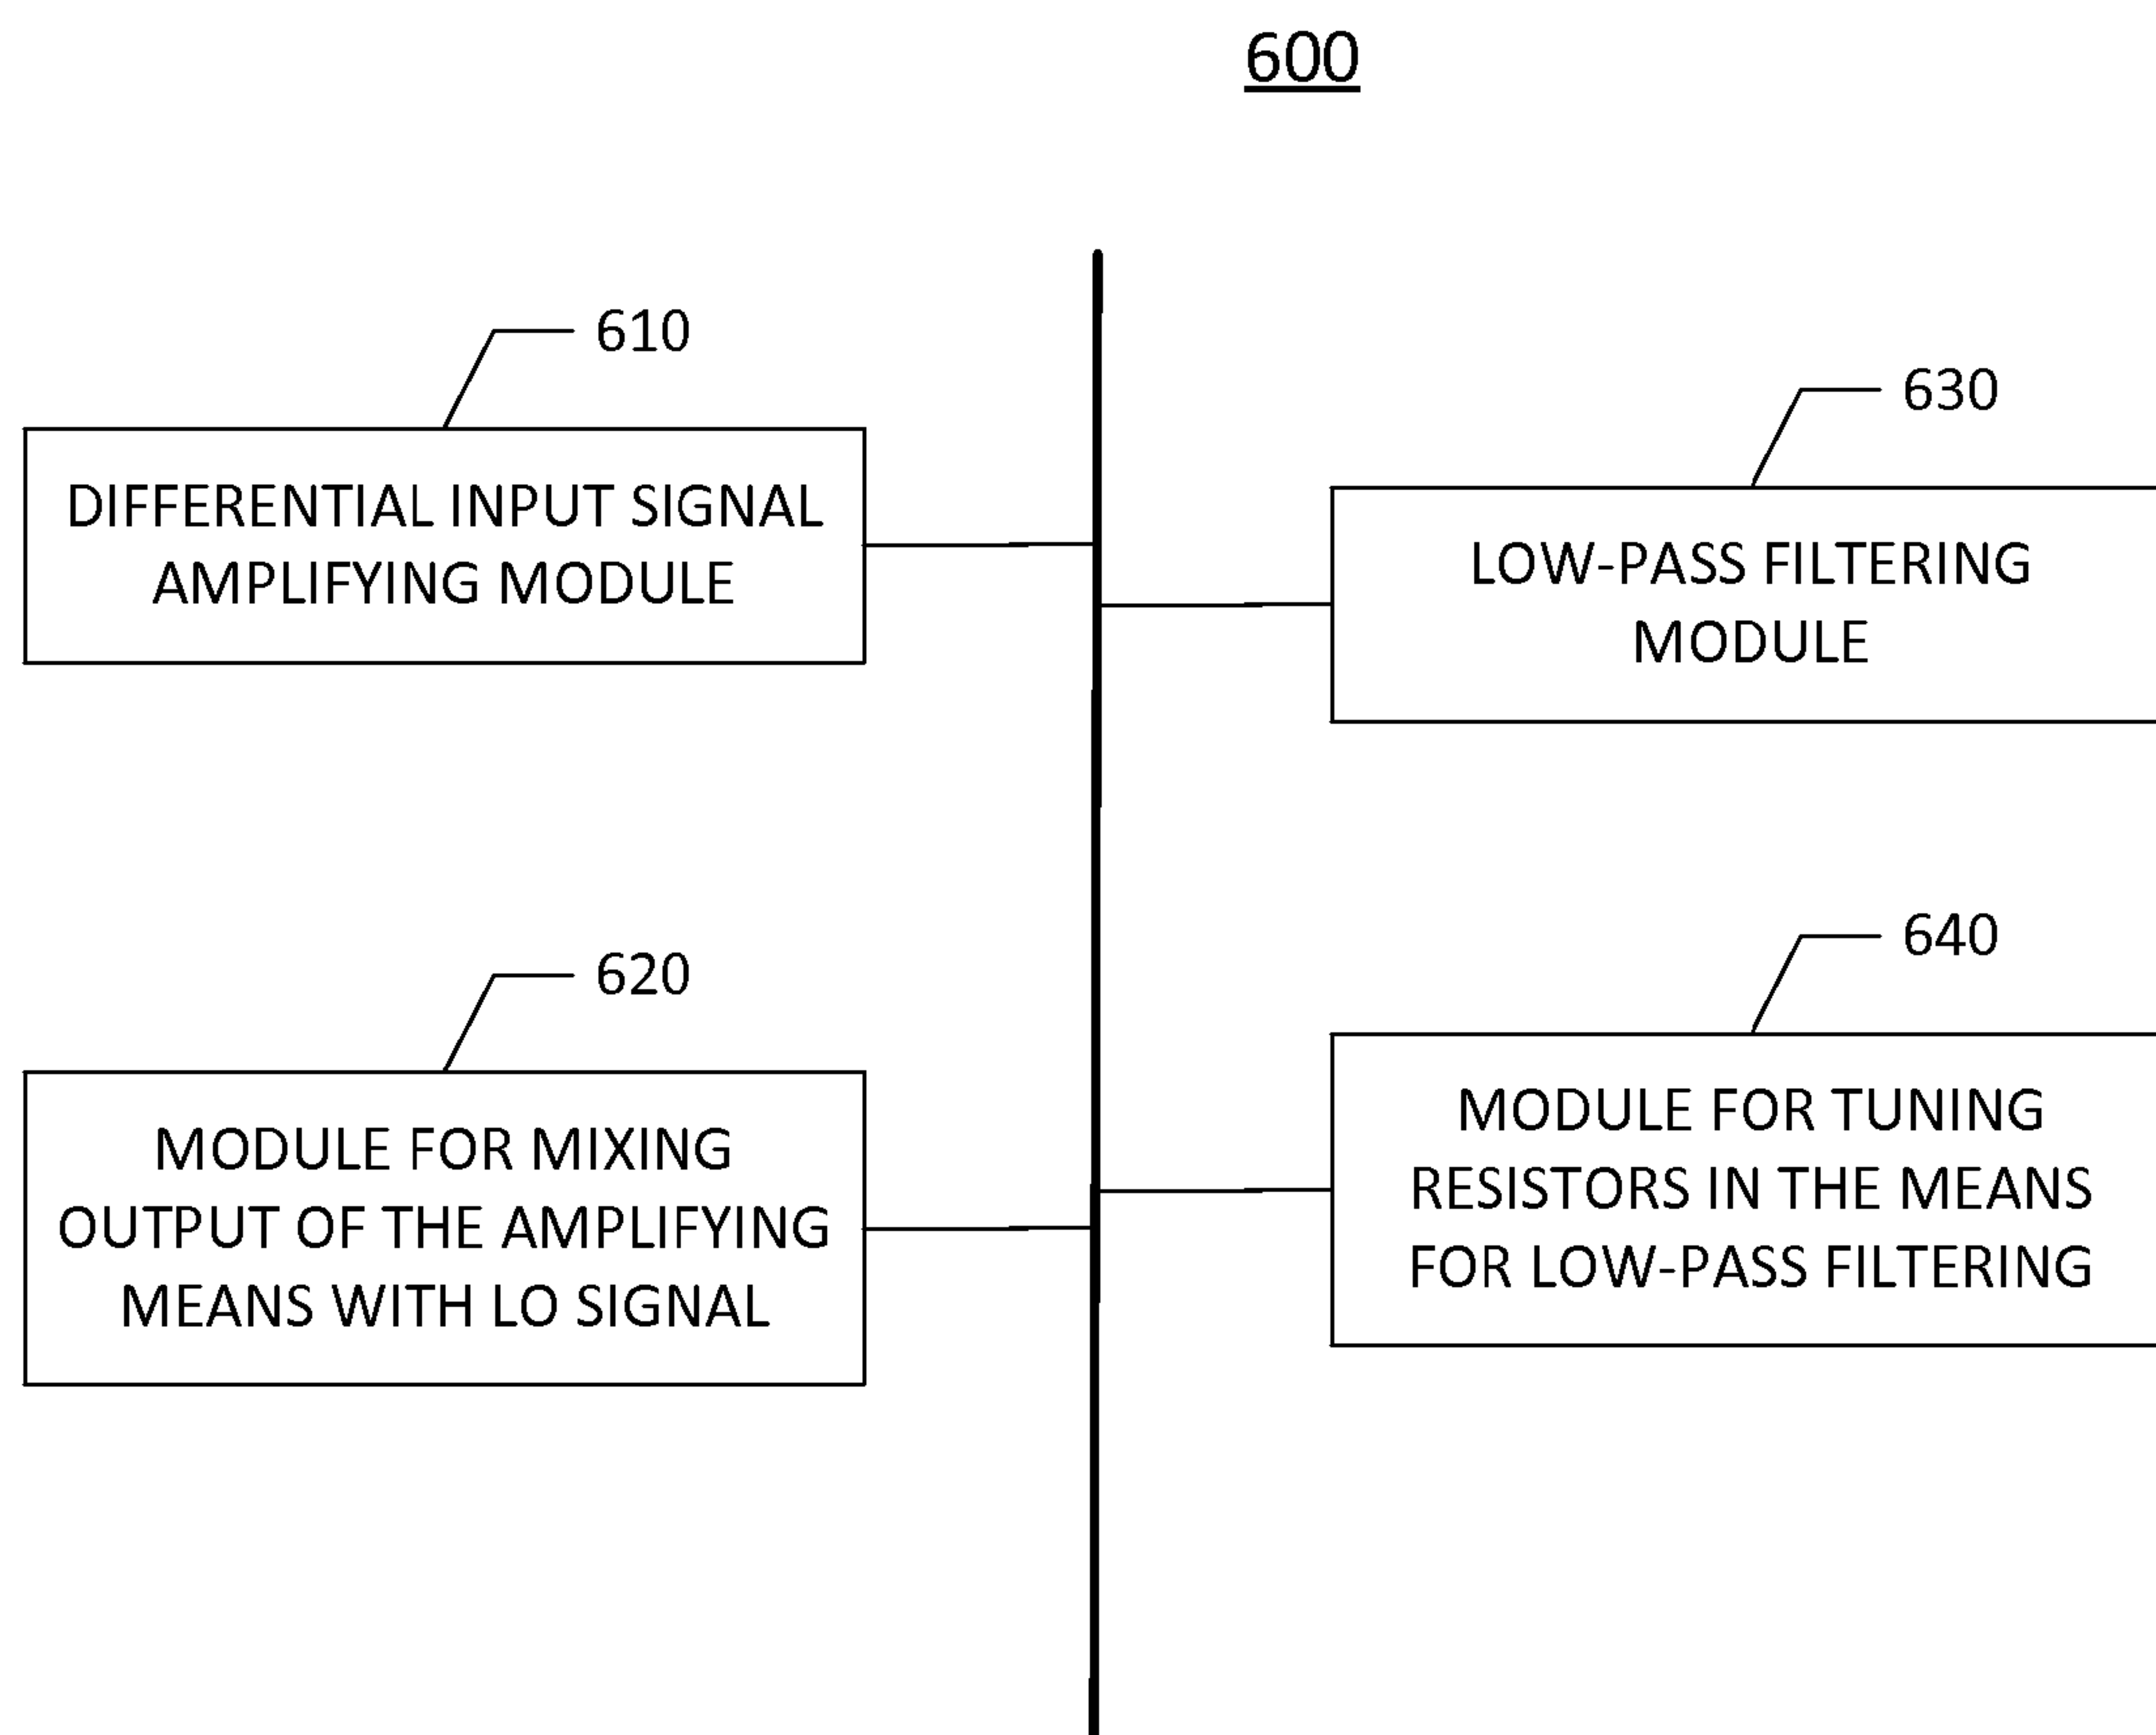 600
610
DIFFERENTIAL INPUT SIGNAL
AMPLIFYING MODULE
630
LOW-PASS FILTERING
MODULE
620
MODULE FOR MIXING
OUTPUT OF THE AMPLIFYING
MEANS WITH LO SIGNAL
640
MODULE FOR TUNING
RESISTORS IN THE MEANS
FOR LOW-PASS FILTERING